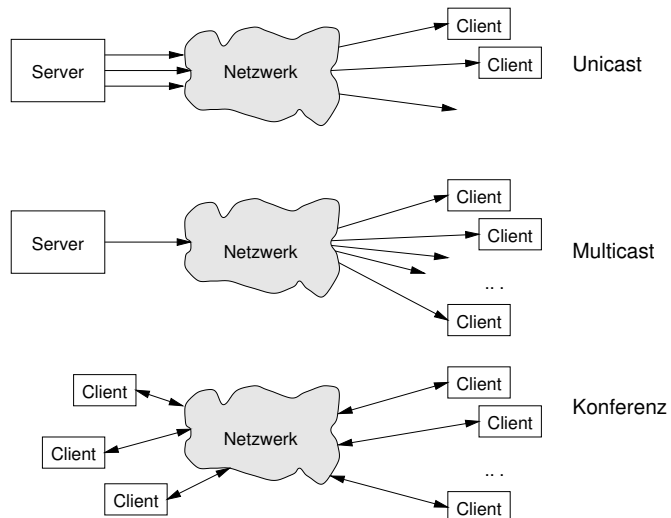 Client
Server
Netzwerk
Client
Unicast
Client
Server
Netzwerk
Client
Multicast
.. .
Client
Client
Client
Client
Netzwerk
Client
Konferenz
Client
.. .
Client
Client